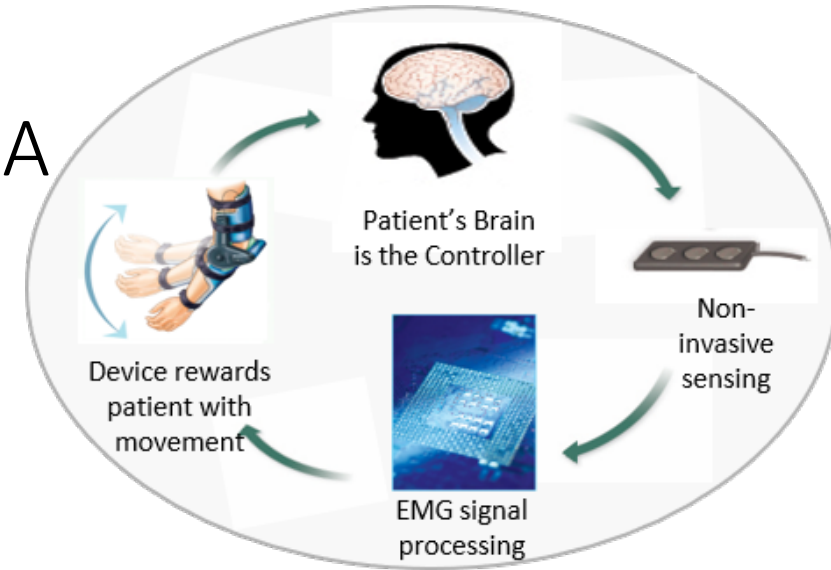 A
Patient's Brain
is the Controller
Non-
invasive
sensing
EMG signal
processing
Device rewards
patient with
movement